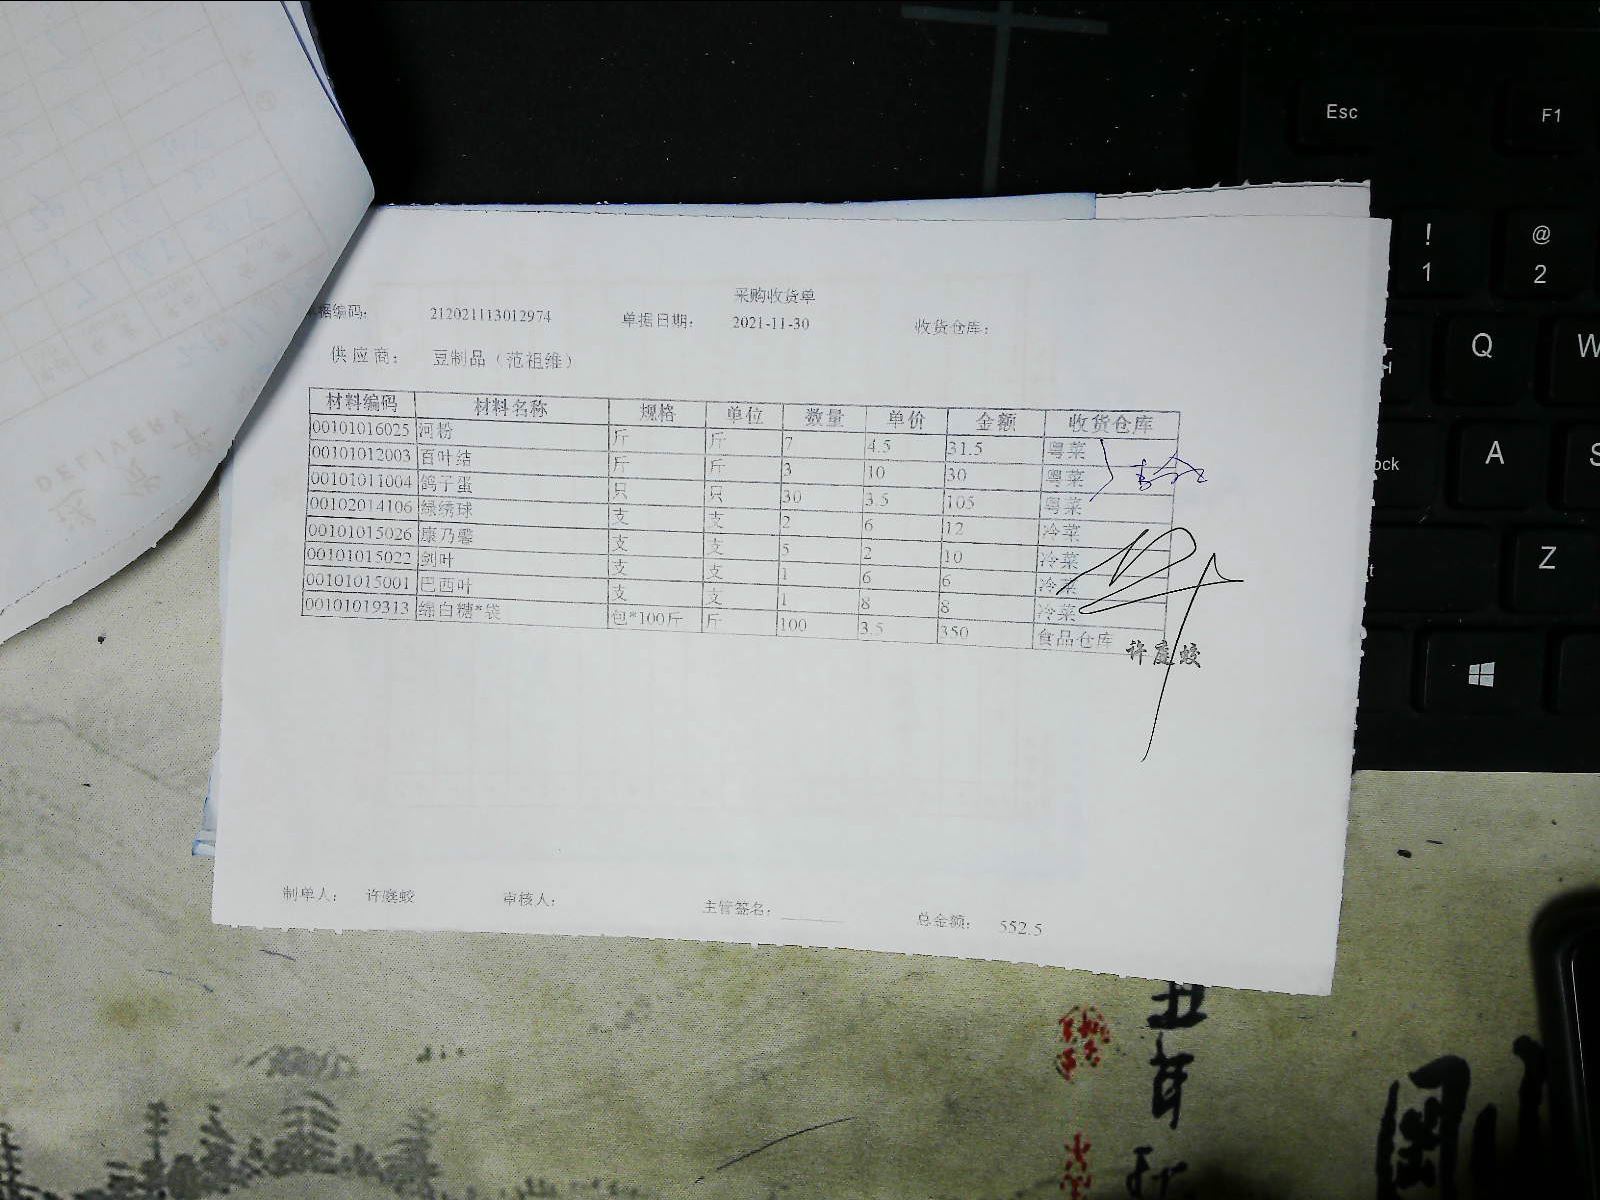 采购收货单
单据编码： 212021113012974 单据日期： 2021-11-30 收货仓库：
供应商： 豆制品（范祖维）
材料编码 材料名称 规格 单位 数量 单价 金额 收货仓库
00101016025 河粉 斤 斤 7 4.5 31.5 粤菜
00101012003 百叶结 斤 斤 3 10 30 粤菜
00101011004 鸽子蛋 只 只 30 3.5 105 粤菜
00102014106 绿绣球 支 支 2 6 12 冷菜
00101015026 康乃馨 支 支 5 2 10 冷菜
00101015022 剑叶 支 支 1 6 6 冷菜
00101015001 巴西叶 支 支 1 8 8 冷菜
00101019313 绵白糖*袋 包*100斤 斤 100 3.5 350 食品仓库
许庭蛟
制单人： 许庭蛟 审核人： 主管签名： 总金额： 552.5
DELIVERY
Esc F1
! @
1 2
Q W
ock A S
Z